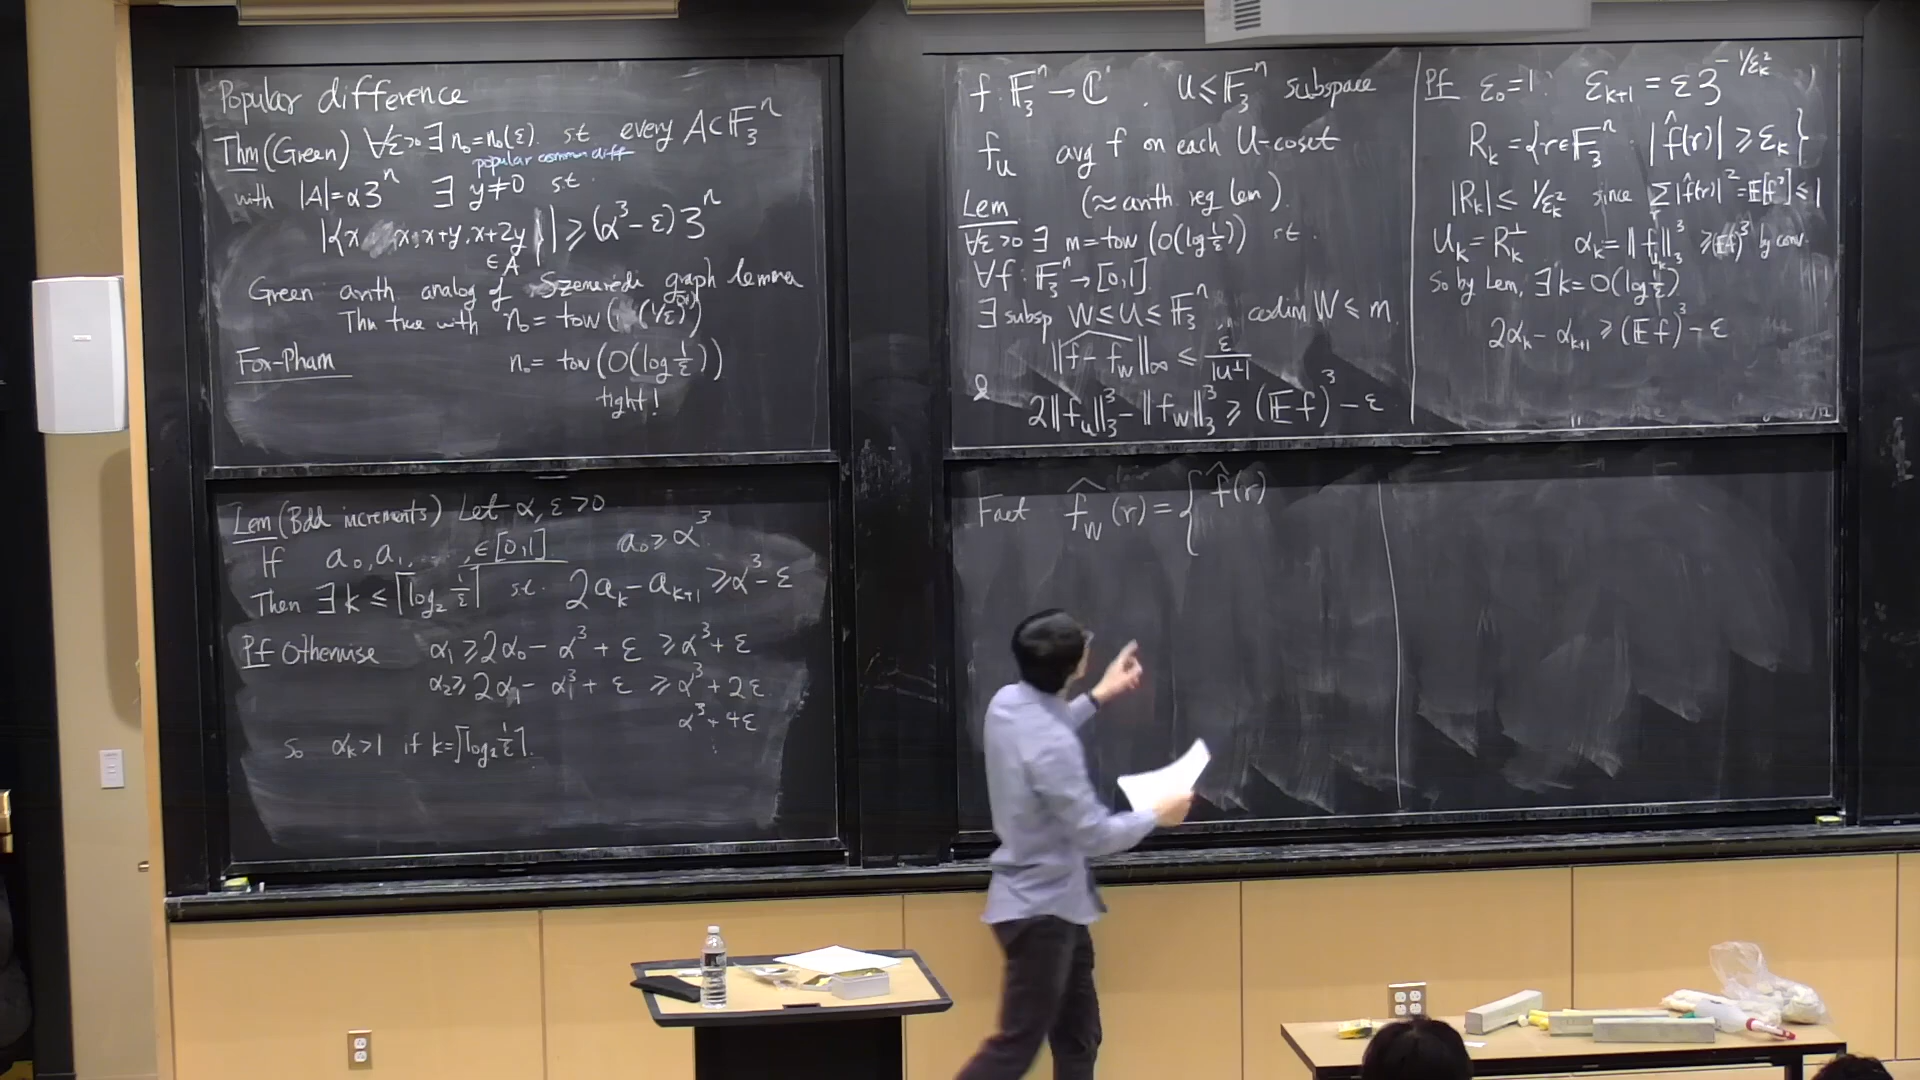 Popular difference
Thm (Green) ∀ε>0 ∃ n₀=n₀(ε) st every A⊂𝔽₃ⁿ
popular common diff
with |A|=α3ⁿ ∃ y≠0 st.
|{x : x, x+y, x+2y ∈ A}| ≥ (α³-ε)3ⁿ
Green arith analog of Szemerédi graph lemma
Thm true with n₀ = tow((1/ε)^
Fox-Pham n₀ = tow(O(log 1/ε))
tight!
Lem (Bdd increments) Let α, ε >0
If a₀, a₁, ... ∈[0,1] a₀ ≥ α³
Then ∃ k ≤ ⌈log₂ 1/ε⌉ st. 2a_k - a_{k+1} ≥ α³-ε
Pf Otherwise α₁ ≥ 2α₀ - α³ + ε ≥ α³+ε
α₂ ≥ 2α₁ - α³ + ε ≥ α³+2ε
α³+4ε
⋮
So α_k>1 if k=⌈log₂ 1/ε⌉.
f: 𝔽₃ⁿ → ℂ, U ≤ 𝔽₃ⁿ subspace
f_U avg f on each U-coset
Lem (≈ arith reg lem)
∀ε>0 ∃ m = tow(O(log 1/ε)) st.
∀f: 𝔽₃ⁿ → [0,1]
∃ subsp W ≤ U ≤ 𝔽₃ⁿ, codim W ≤ m
‖\widehat{f - f_W}‖_∞ ≤ ε/|U^⊥|
& 2‖f_U‖₃³ - ‖f_W‖₃³ ≥ (𝔼f)³ - ε
Pf ε₀=1 ε_{k+1} = ε3^{-1/ε_k²}
R_k = {r∈𝔽₃ⁿ : |f̂(r)| ≥ ε_k}
|R_k| ≤ 1/ε_k² since Σ_r|f̂(r)|² = 𝔼[f²] ≤ 1
U_k = R_k^⊥ α_k = ‖f_{U_k}‖₃³ ≥ (𝔼f)³ by conv.
So by Lem, ∃ k=O(log 1/ε)
2α_k - α_{k+1} ≥ (𝔼f)³ - ε
Fact \widehat{f_W}(r) = { f̂(r)